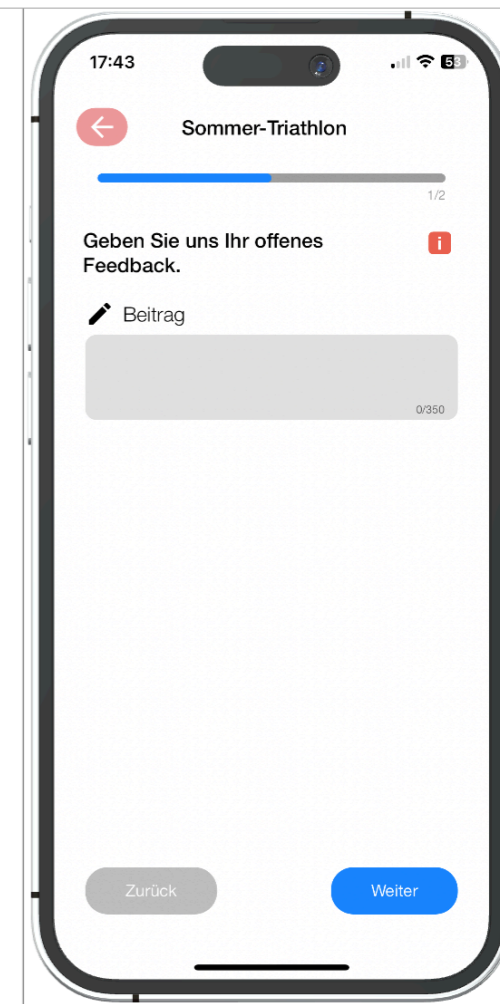 17:43
53
Sommer-Triathlon
1/2
Geben Sie uns Ihr offenes
Feedback.
i
Beitrag
0/350
Zurück
Weiter